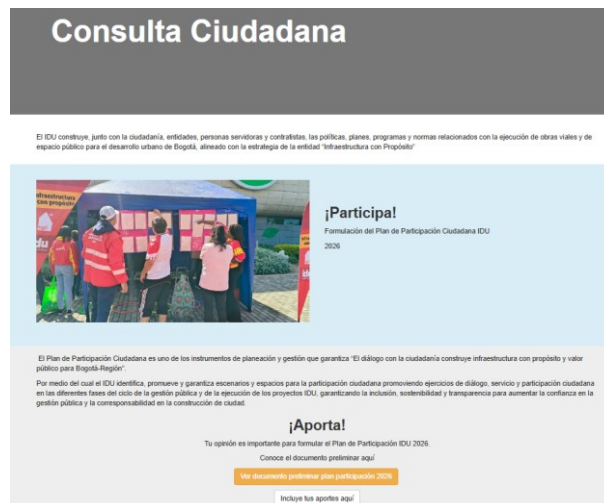 Consulta Ciudadana
El IDU construye, junto con la ciudadanía, entidades, personas servidoras y contratistas, las políticas, planes, programas y normas relacionados con la ejecución de obras viales y de
espacio público para el desarrollo urbano de Bogotá, alineado con la estrategia de la entidad "Infraestructura con Propósito"
infraestructura
con propósito
idu
¡Participa!
Formulación del Plan de Participación Ciudadana IDU
2026
El Plan de Participación Ciudadana es uno de los instrumentos de planeación y gestión que garantiza "El diálogo con la ciudadanía construye infraestructura con propósito y valor
público para Bogotá-Región".
Por medio del cual el IDU identifica, promueve y garantiza escenarios y espacios para la participación ciudadana promoviendo ejercicios de diálogo, servicio y participación ciudadana
en las diferentes fases del ciclo de la gestión pública y de la ejecución de los proyectos IDU, garantizando la inclusión, sostenibilidad y transparencia para aumentar la confianza en la
gestión pública y la corresponsabilidad en la construcción de ciudad.
¡Aporta!
Tu opinión es importante para formular el Plan de Participación IDU 2026.
Conoce el documento preliminar aquí
Ver documento preliminar plan participación 2026
Incluye tus aportes aquí